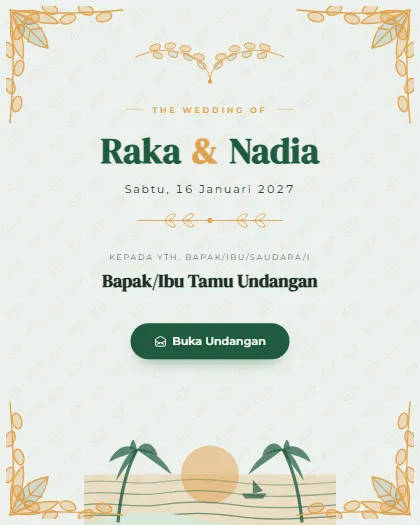 THE WEDDING OF
Raka & Nadia
Sabtu, 16 Januari 2027
KEPADA YTH. BAPAK/IBU/SAUDARA/I
Bapak/Ibu Tamu Undangan
Buka Undangan